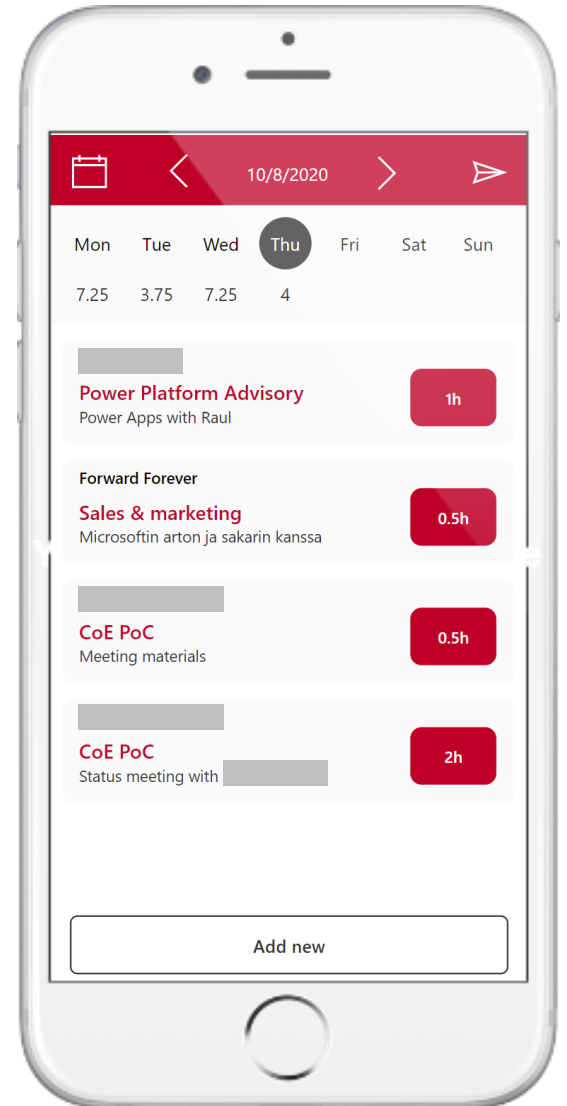 10/8/2020
Mon Tue Wed Thu Fri Sat Sun
7.25 3.75 7.25 4
Power Platform Advisory
Power Apps with Raul
1h
Forward Forever
Sales & marketing
Microsoftin arton ja sakarin kanssa
0.5h
CoE PoC
Meeting materials
0.5h
CoE PoC
Status meeting with
2h
Add new